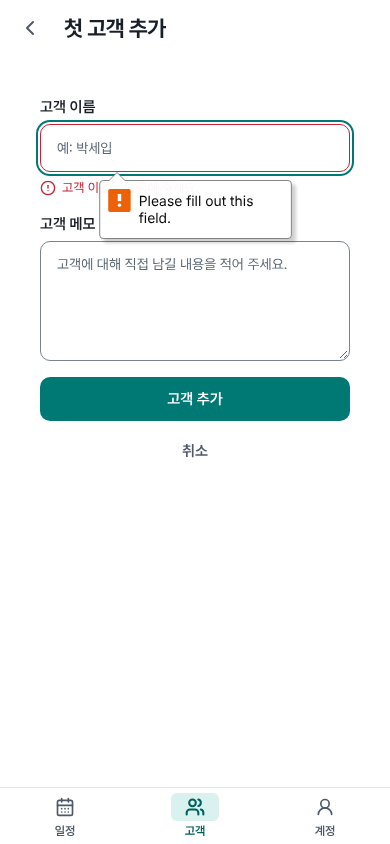 첫 고객 추가
고객 이름
예: 박세입
고객 이
Please fill out this
field.
고객 메모
고객에 대해 직접 남길 내용을 적어 주세요.
고객 추가
취소
일정
고객
계정